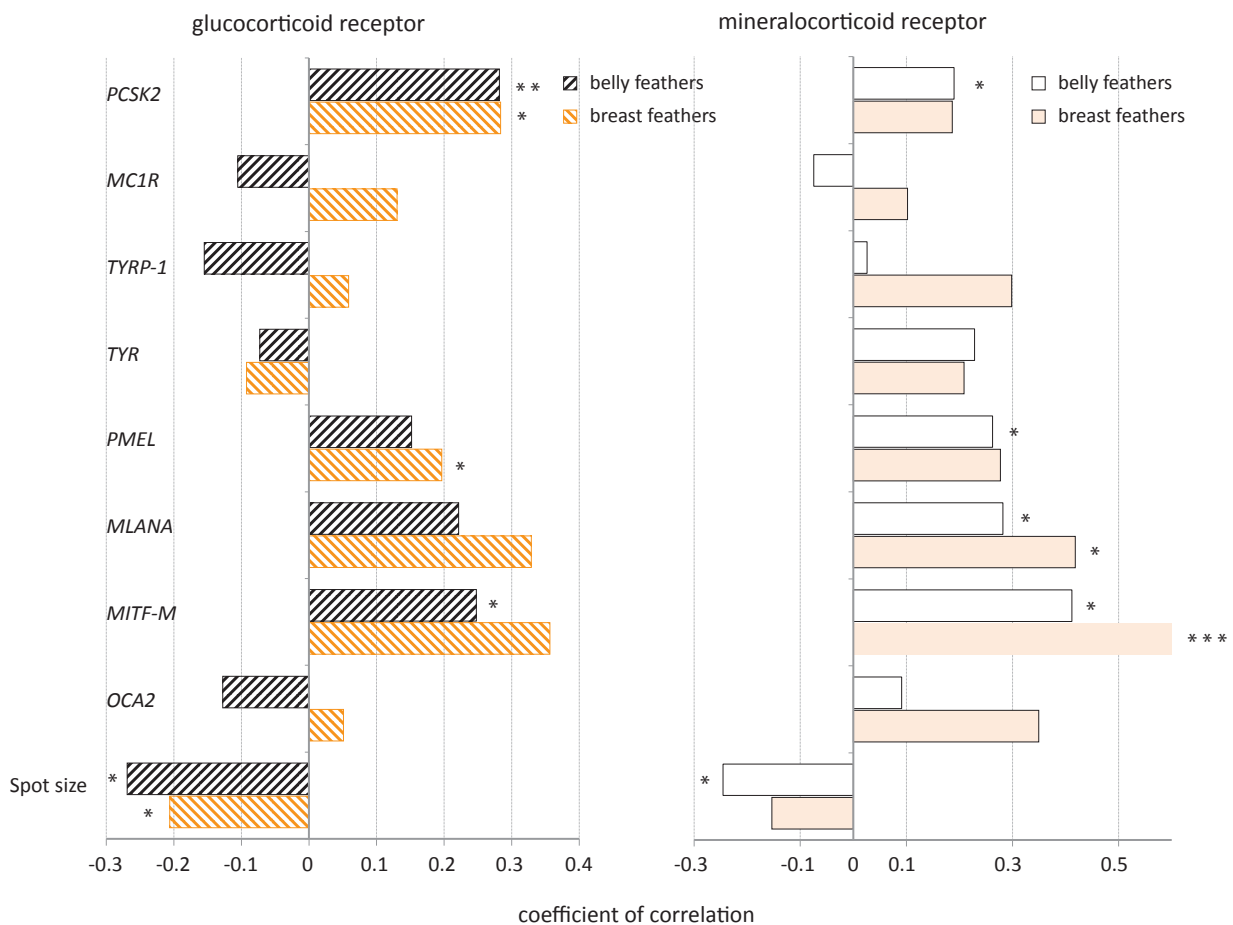 glucocorticoid receptor
mineralocorticoid receptor
PCSK2
* *
*
belly feathers
breast feathers
*
belly feathers
breast feathers
MC1R
TYRP-1
TYR
PMEL
*
*
MLANA
*
*
MITF-M
*
*
* * *
OCA2
Spot size
*
*
*
-0.3 -0.2 -0.1 0 0.1 0.2 0.3 0.4
-0.3 -0.1 0 0.1 0.3 0.5
coefficient of correlation